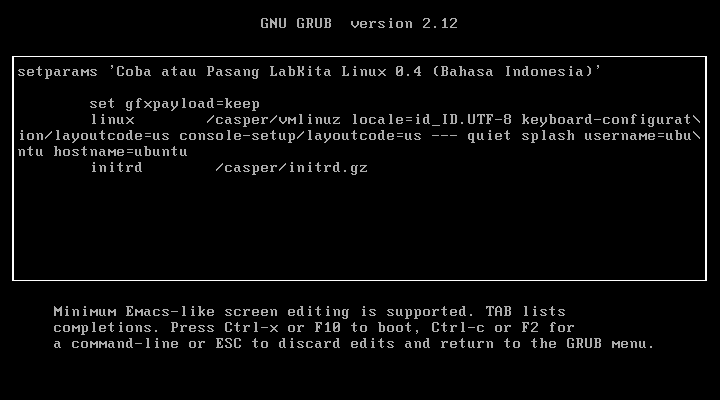 GNU GRUB  version 2.12
setparams 'Coba atau Pasang LabKita Linux 0.4 (Bahasa Indonesia)'
set gfxpayload=keep
linux        /casper/vmlinuz locale=id_ID.UTF-8 keyboard-configurat\
ion/layoutcode=us console-setup/layoutcode=us --- quiet splash username=ubu\
ntu hostname=ubuntu
initrd        /casper/initrd.gz
Minimum Emacs-like screen editing is supported. TAB lists
completions. Press Ctrl-x or F10 to boot, Ctrl-c or F2 for
a command-line or ESC to discard edits and return to the GRUB menu.